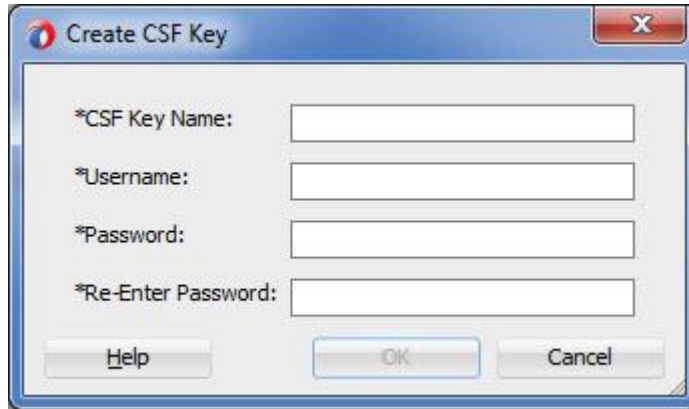 Create CSF Key
*CSF Key Name:
*Username:
*Password:
*Re-Enter Password:
Help OK Cancel